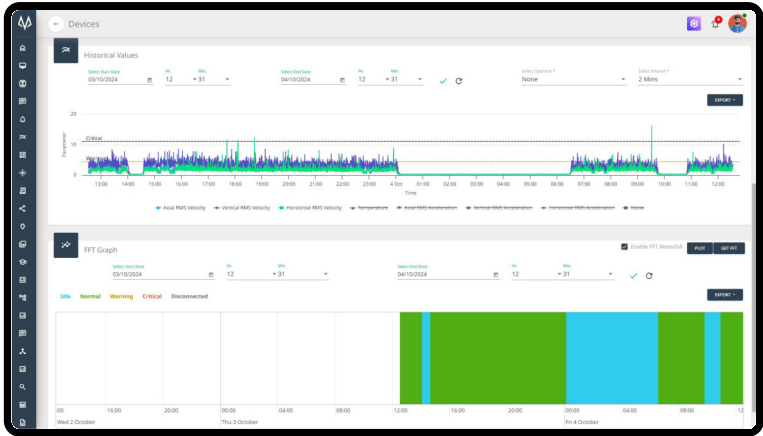 Devices
Historical Values
Select Start Date Hr. Min. Select End Date Hr. Min. Select Operator * Select Interval *
03/10/2024 12 31 04/10/2024 12 31 None 2 Mins
EXPORT
20
Critical
10
Parameter
0
13:00 14:00 15:00 16:00 17:00 18:00 19:00 20:00 21:00 22:00 23:00 4 Oct 01:00 02:00 03:00 04:00 05:00 06:00 07:00 08:00 09:00 10:00 11:00 12:00
Time
Axial RMS Velocity Vertical RMS Velocity Horizontal RMS Velocity Temperature Axial RMS Acceleration Vertical RMS Acceleration Horizontal RMS Acceleration Noise
FFT Graph
Enable FFT Waterfall PLOT GET FFT
Select Start Date Hr. Min. Select End Date Hr. Min.
03/10/2024 12 31 04/10/2024 12 31
Idle Normal Warning Critical Disconnected
EXPORT
:00 16:00 20:00 00:00 04:00 08:00 12:00 16:00 20:00 00:00 04:00 08:00 12
Wed 2 October Thu 3 October Fri 4 October